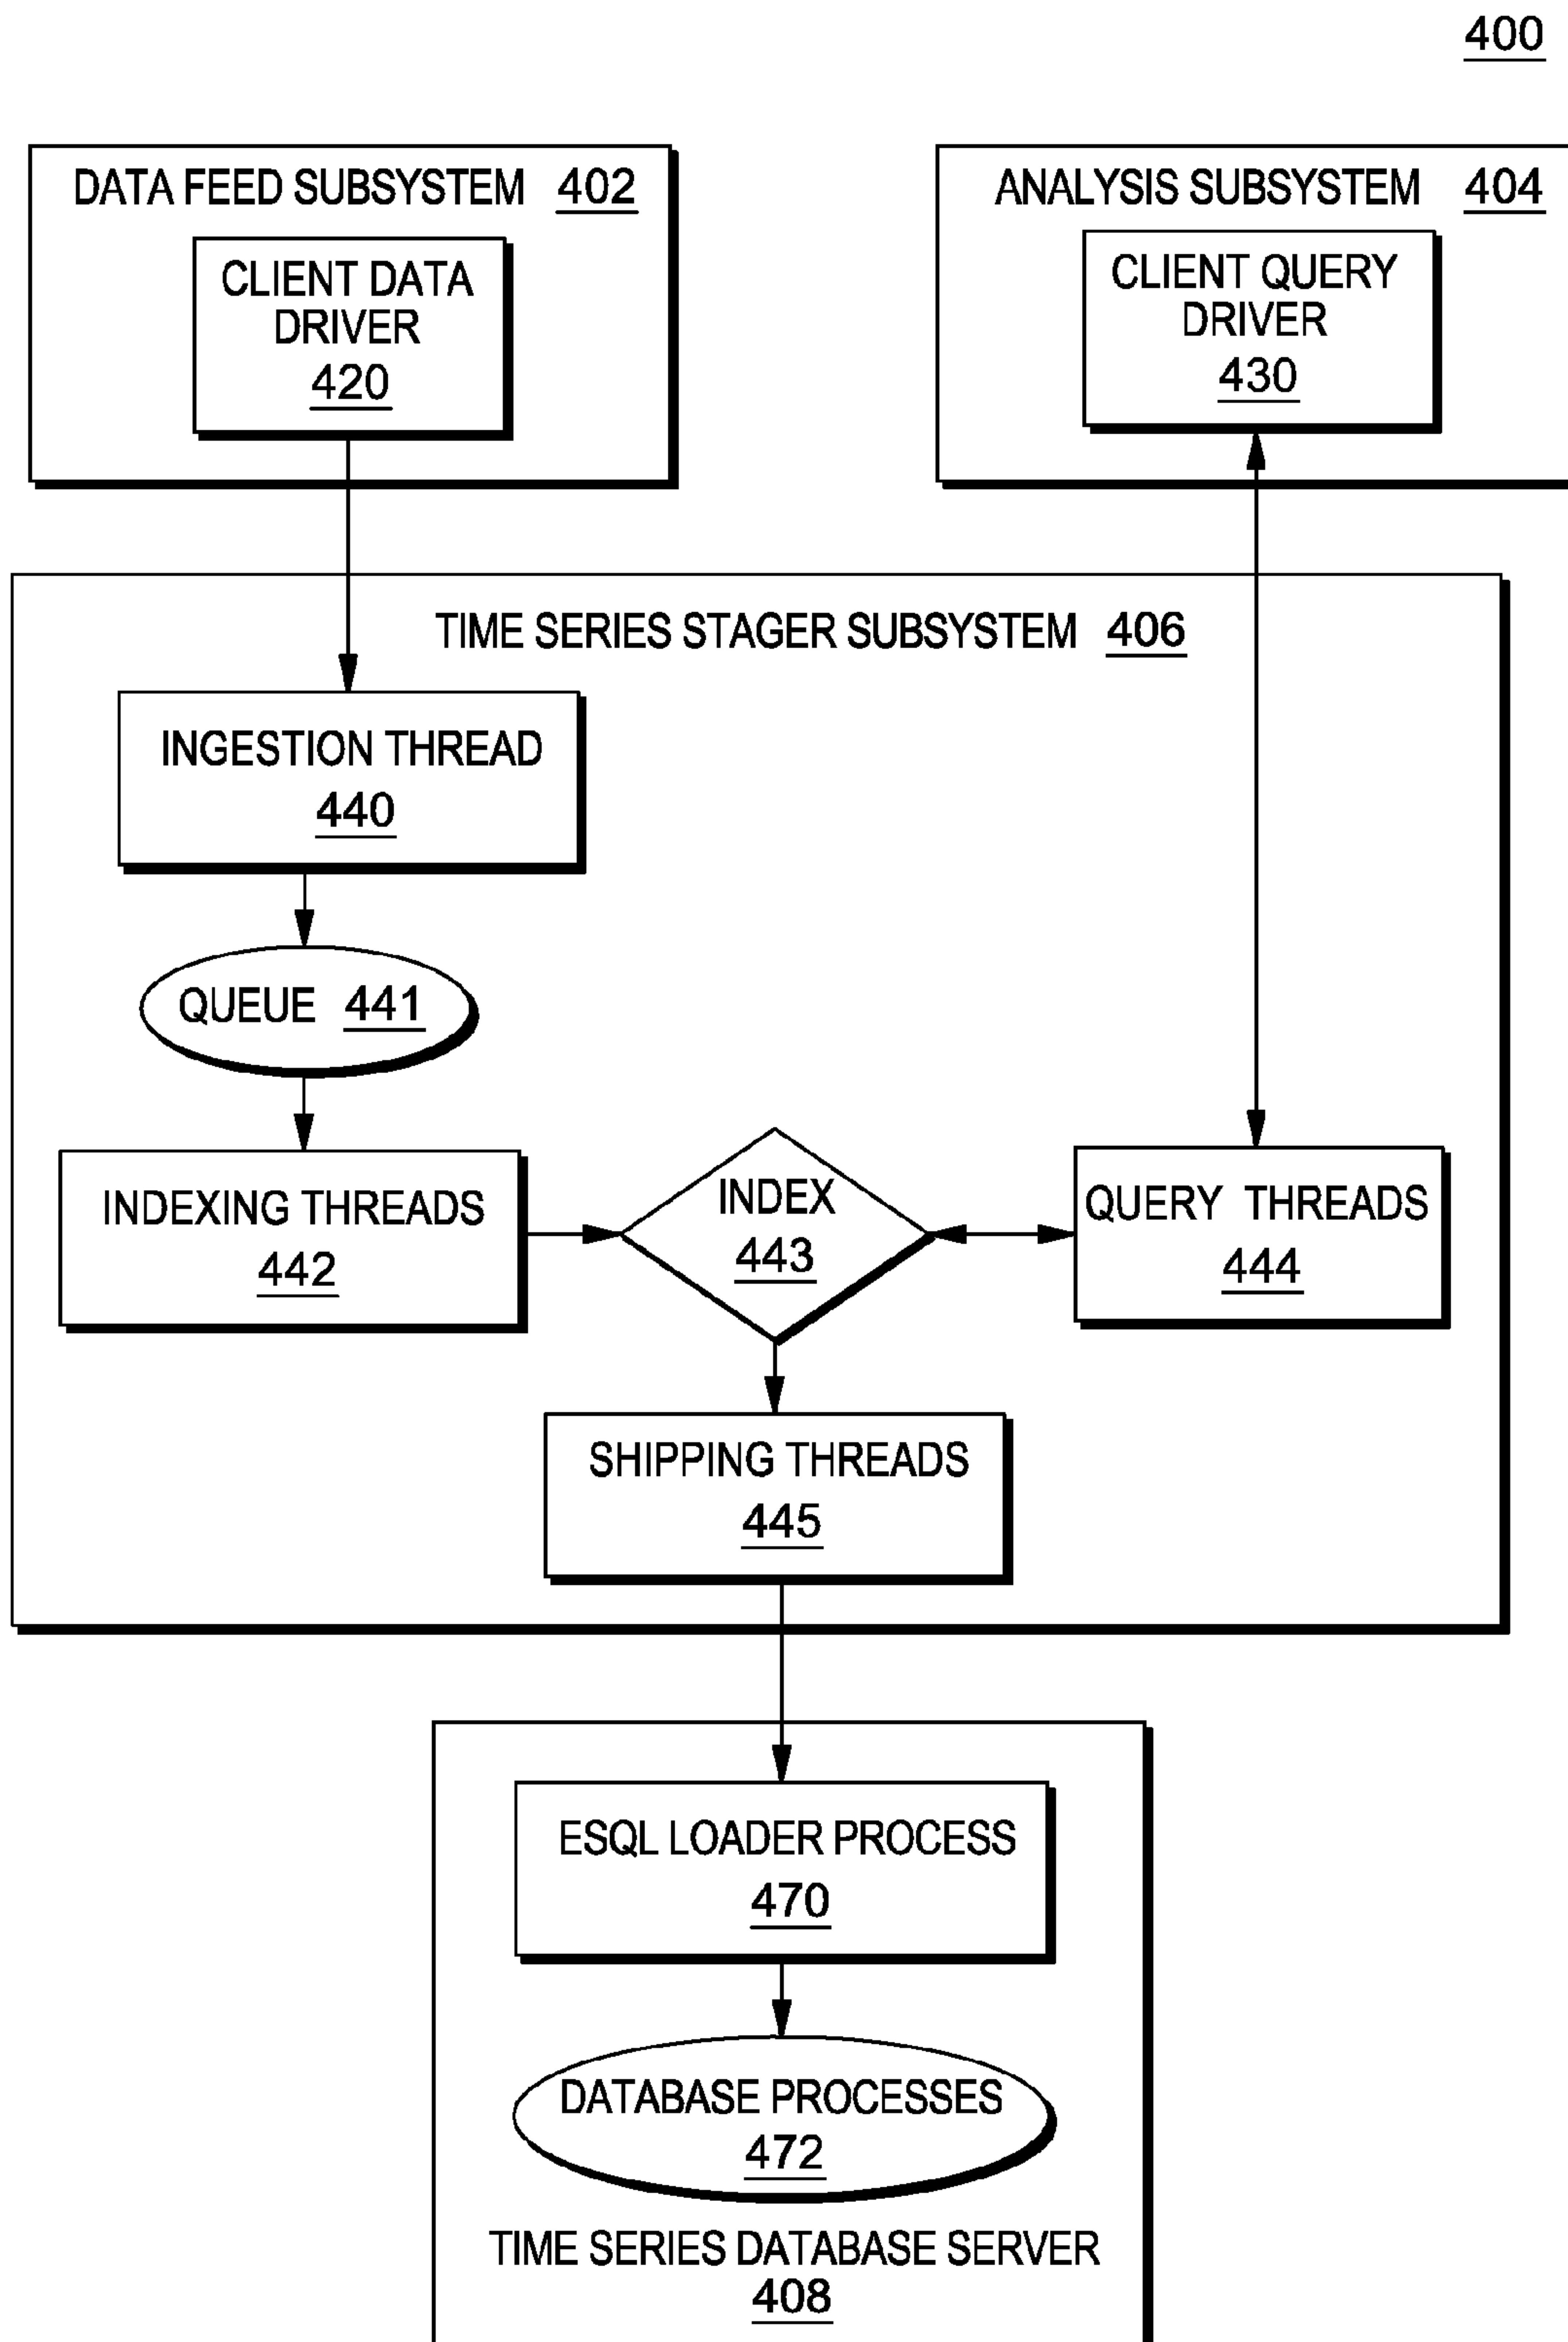 400
DATA FEED SUBSYSTEM 402
CLIENT DATA
DRIVER
420
ANALYSIS SUBSYSTEM 404
CLIENT QUERY
DRIVER
430
TIME SERIES STAGER SUBSYSTEM 406
INGESTION THREAD
440
QUEUE 441
INDEXING THREADS
442
INDEX
443
QUERY THREADS
444
SHIPPING THREADS
445
ESQL LOADER PROCESS
470
DATABASE PROCESSES
472
TIME SERIES DATABASE SERVER
408